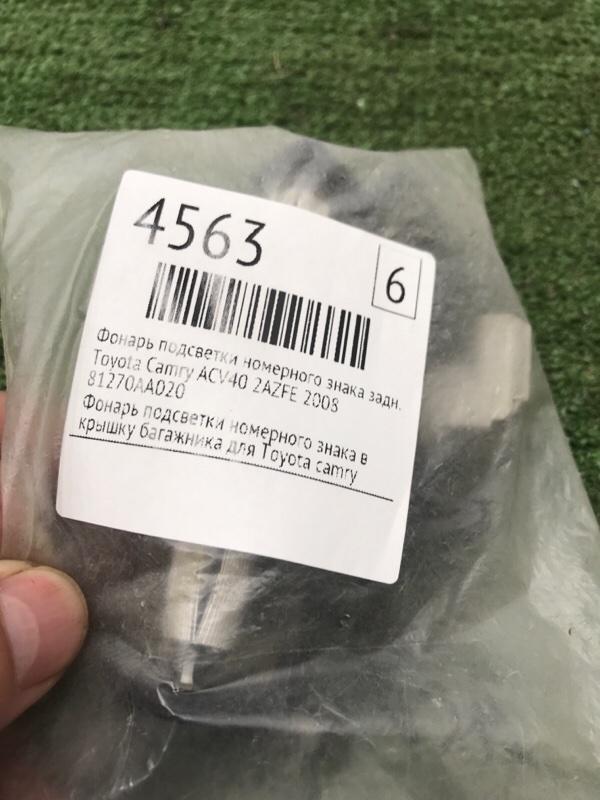 4563
6
Фонарь подсветки номерного знака задн.
Toyota Camry ACV40 2AZFE 2008
81270AA020
Фонарь подсветки номерного знака в
крышку багажника для Toyota camry